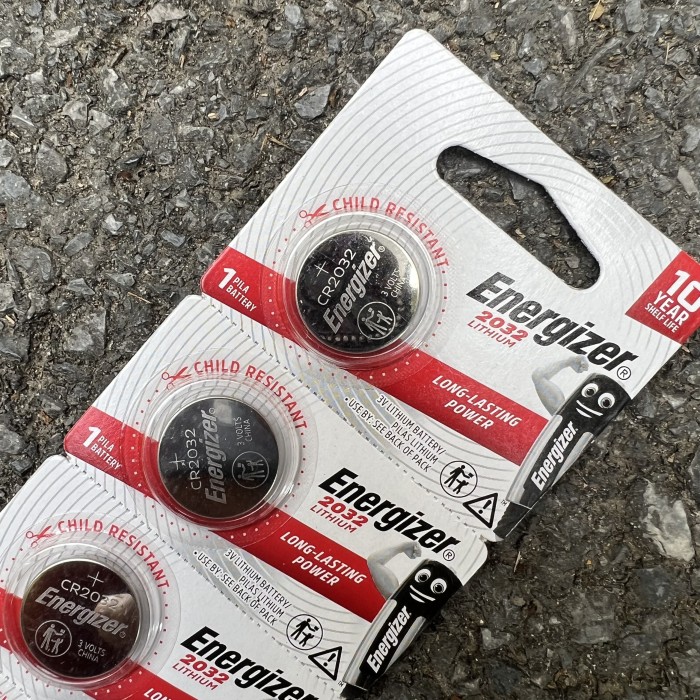 CHILD RESISTANT
+
CR2032
Energizer
3 VOLTS
CHINA
1 PILA
BATTERY
Energizer®
2032
LITHIUM
10
YEAR
SHELF LIFE
LONG-LASTING
POWER
Energizer.
3V LITHIUM BATTERY/
PILAS LITHIUM
• USE BY: SEE BACK OF PACK
CHILD RESISTANT
+
CR2032
Energizer
3 VOLTS
CHINA
1 PILA
BATTERY
Energizer®
2032
LITHIUM
LONG-LASTING
POWER
Energizer.
3V LITHIUM BATTERY/
PILAS LITHIUM
• USE BY: SEE BACK OF PACK
CHILD RESISTANT
+
CR2032
Energizer
3 VOLTS
CHINA
Energizer
2032
LITHIUM